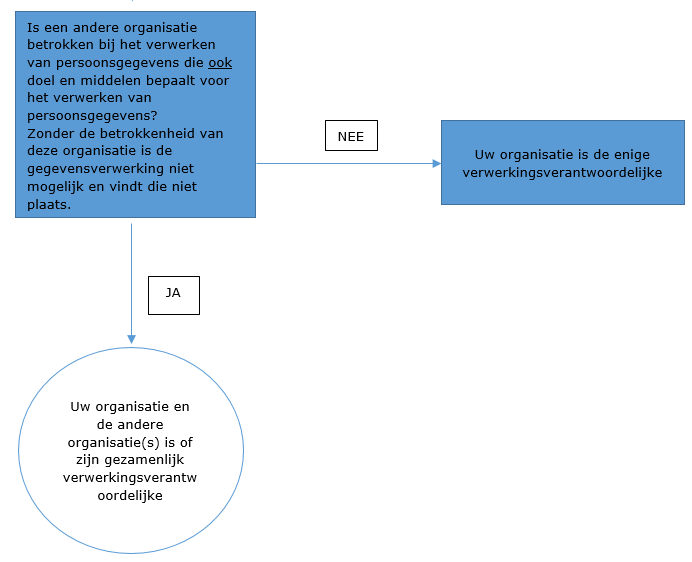 Is een andere organisatie
betrokken bij het verwerken
van persoonsgegevens die ook
doel en middelen bepaalt voor
het verwerken van
persoonsgegevens?
Zonder de betrokkenheid van
deze organisatie is de
gegevensverwerking niet
mogelijk en vindt die niet
plaats.
NEE
Uw organisatie is de enige
verwerkingsverantwoordelijke
JA
Uw organisatie en
de andere
organisatie(s) is of
zijn gezamenlijk
verwerkingsverantw
oordelijke